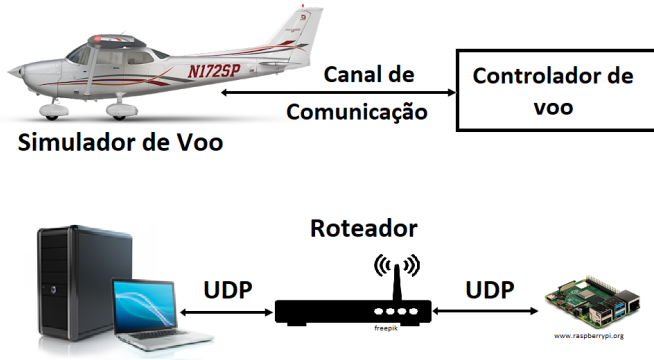 N172SP
Canal de
Comunicação
Controlador de
voo
Simulador de Voo
Roteador
UDP
UDP
freepik
www.raspberrypi.org